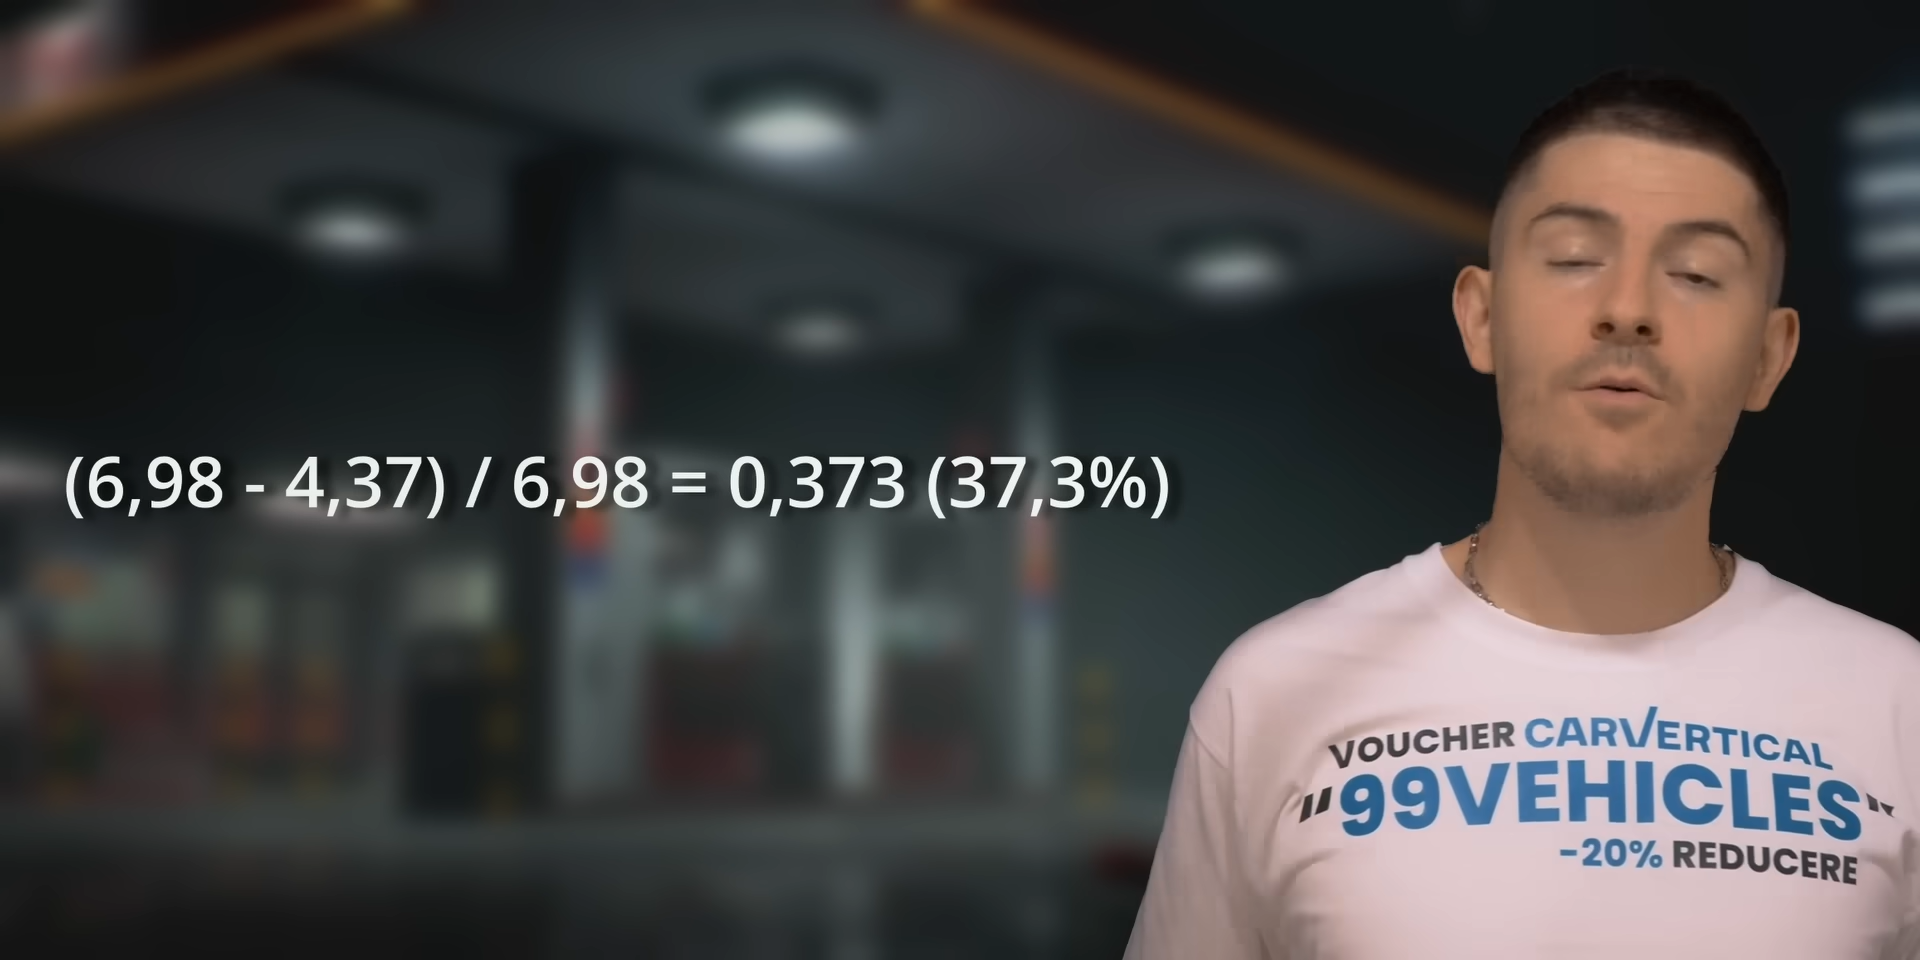 (6,98 - 4,37) / 6,98 = 0,373 (37,3%)
VOUCHER CARVERTICAL
"99VEHICLES"
-20% REDUCERE